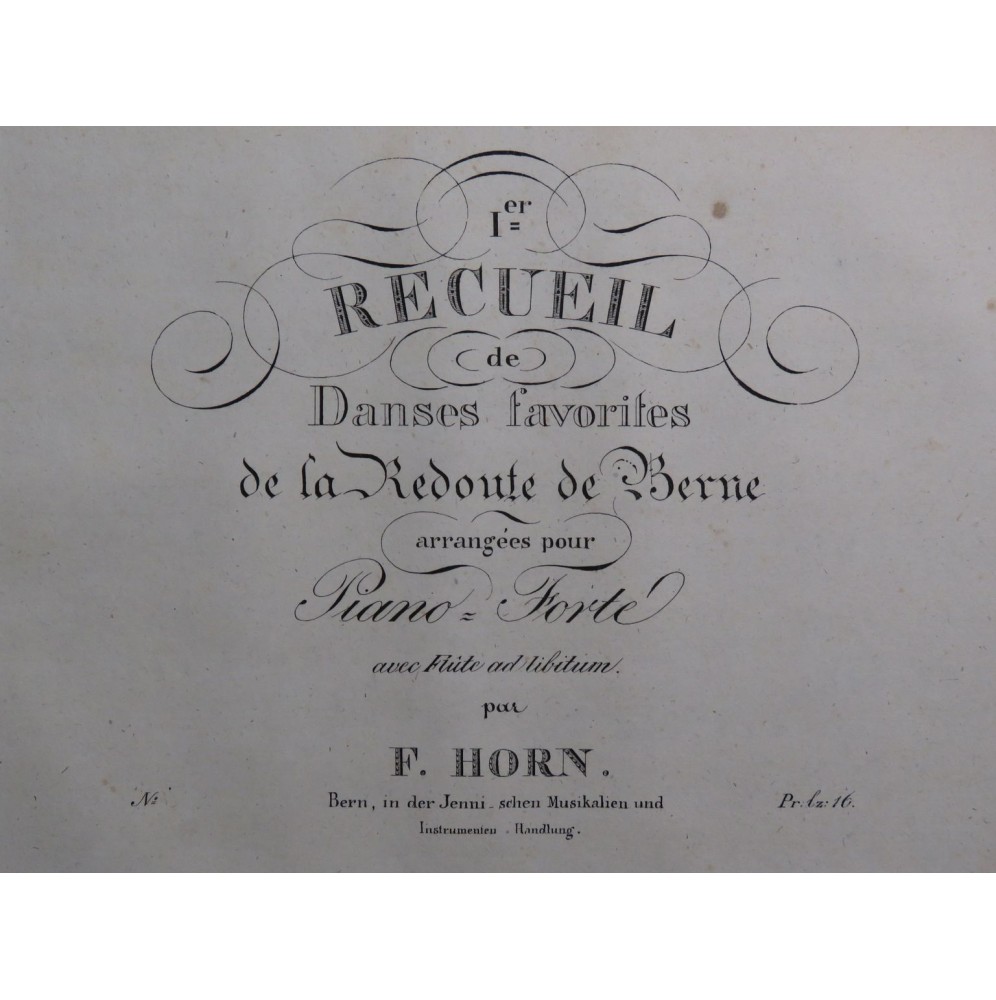 Ier
RECUEIL
de
Danses favorites
de la Redoute de Berne
arrangées pour
Piano=Forté
avec Flûte ad libitum.
par
F. HORN.
No
Bern, in der Jenni-schen Musikalien und
Instrumenten-Handlung.
Pr. bz: 16.